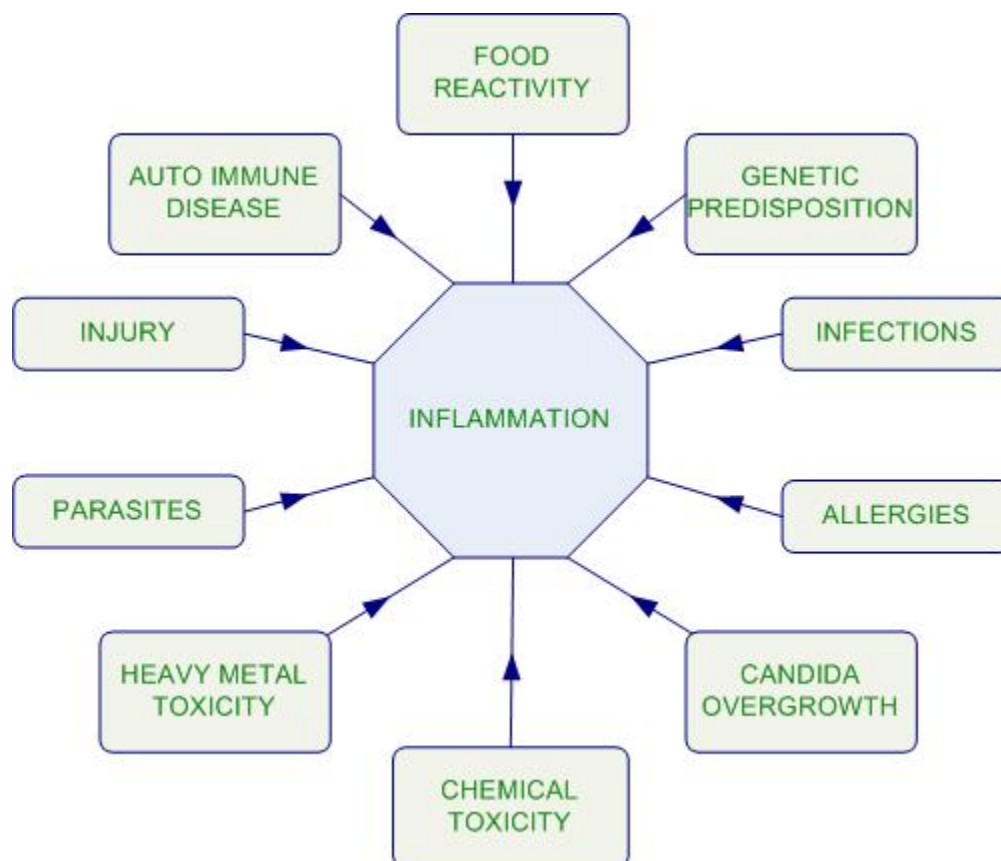 FOOD
REACTIVITY
AUTO IMMUNE
DISEASE
GENETIC
PREDISPOSITION
INJURY
INFECTIONS
INFLAMMATION
PARASITES
ALLERGIES
HEAVY METAL
TOXICITY
CANDIDA
OVERGROWTH
CHEMICAL
TOXICITY